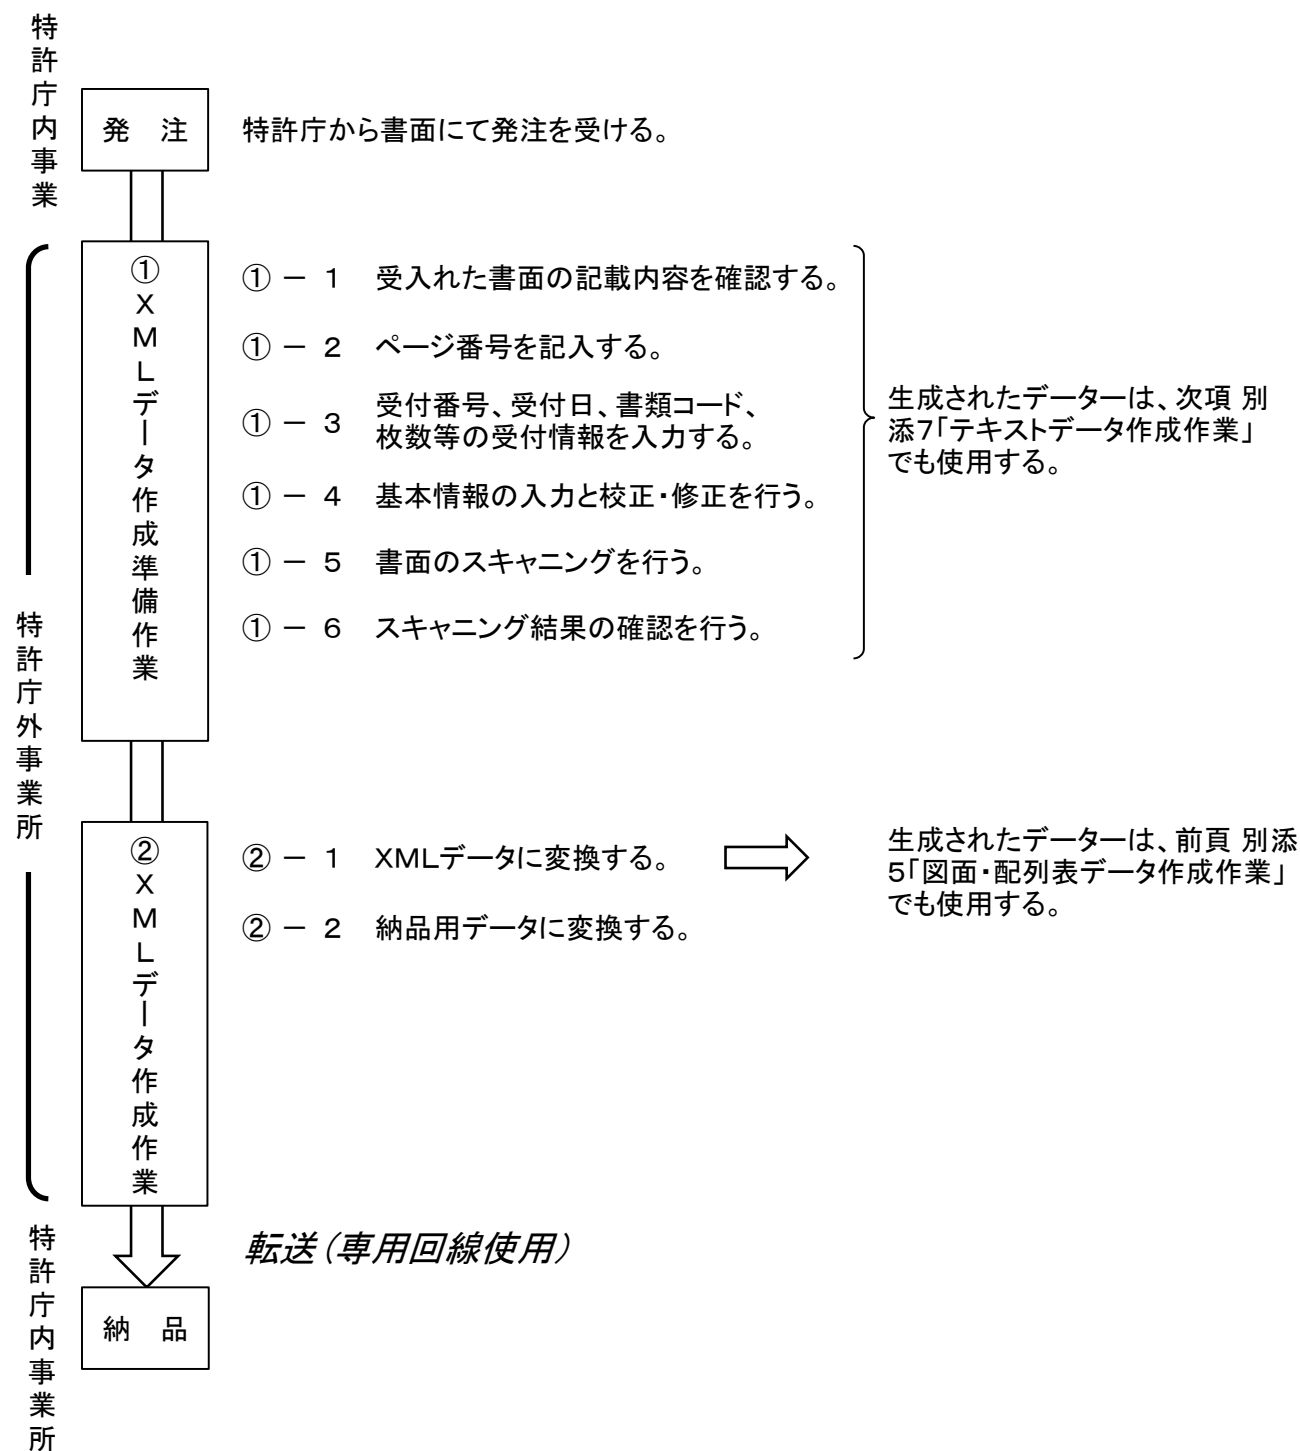 特許庁内事業
発　注
特許庁から書面にて発注を受ける。
特許庁外事業所
①XMLデータ作成準備作業
①－１　受入れた書面の記載内容を確認する。
①－２　ページ番号を記入する。
①－３　受付番号、受付日、書類コード、
枚数等の受付情報を入力する。
①－４　基本情報の入力と校正・修正を行う。
①－５　書面のスキャニングを行う。
①－６　スキャニング結果の確認を行う。
生成されたデーターは、次項 別
添7「テキストデータ作成作業」
でも使用する。
②XMLデータ作成作業
②－１　XMLデータに変換する。
②－２　納品用データに変換する。
生成されたデーターは、前頁 別添
5「図面・配列表データ作成作業」
でも使用する。
転送（専用回線使用）
特許庁内事業所
納　品